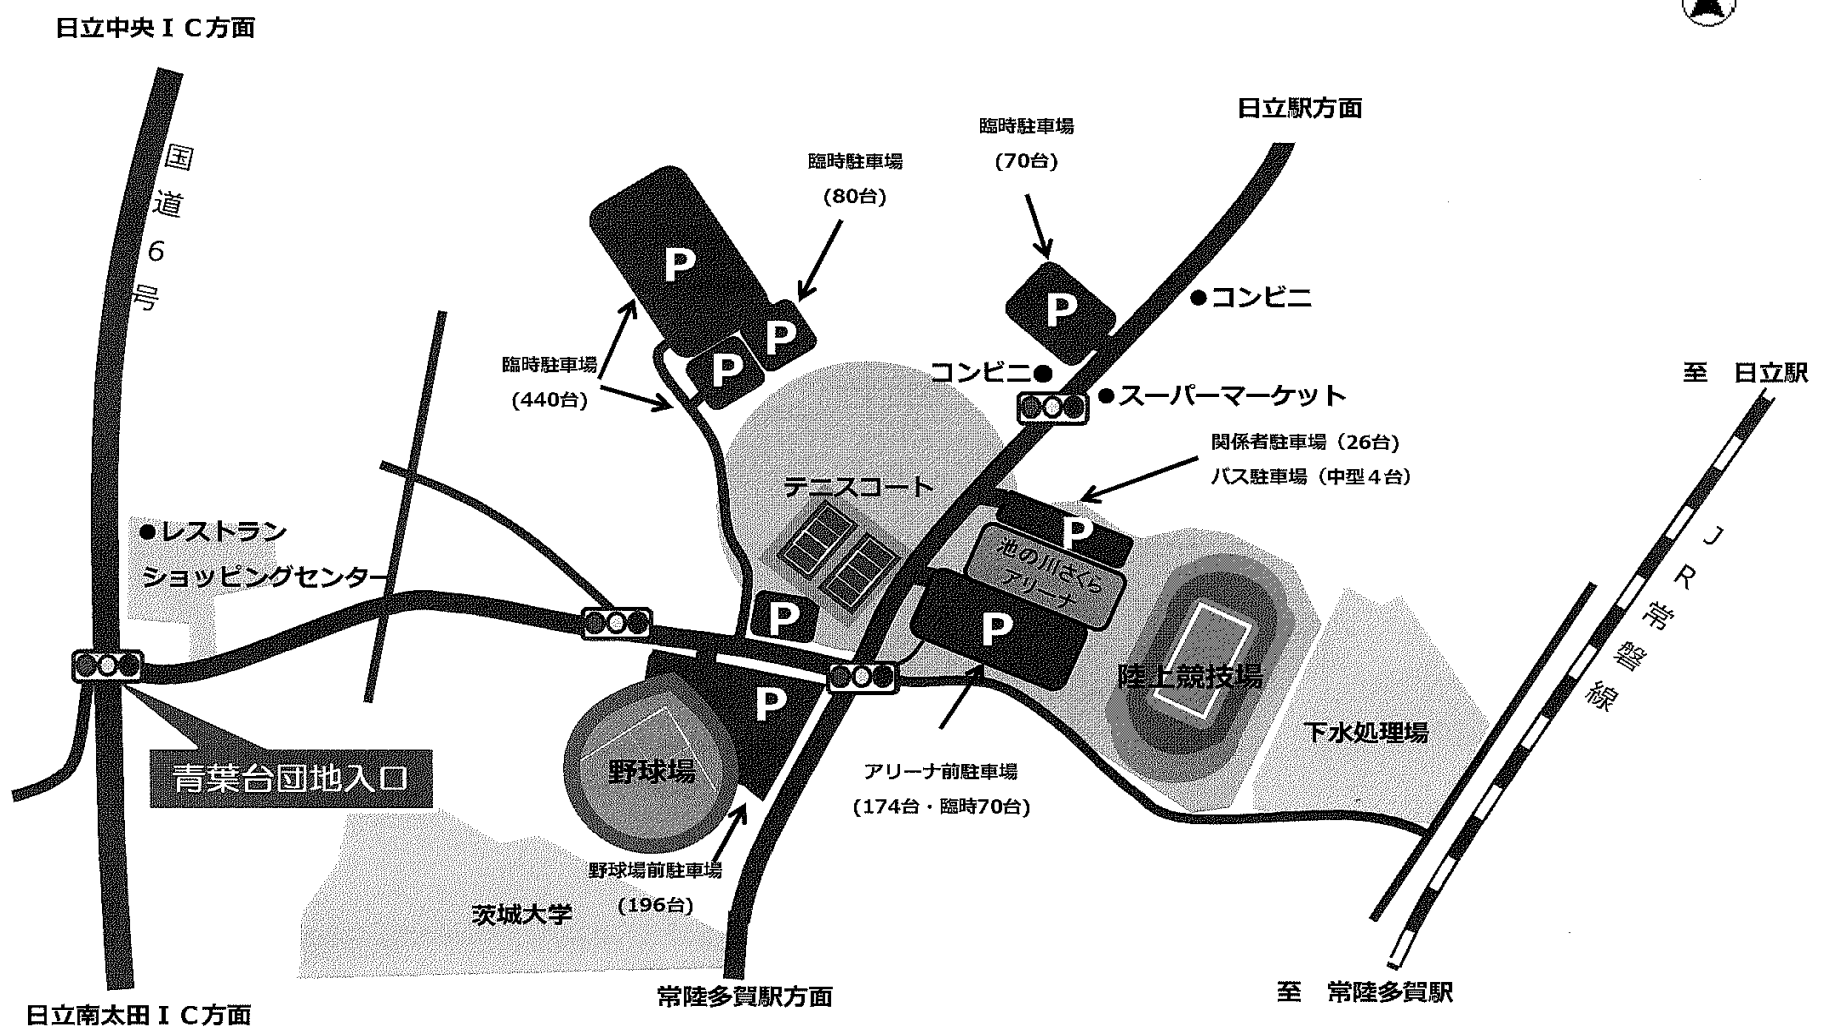 日立中央ＩＣ方面
国道６号
日立駅方面
臨時駐車場
(70台)
臨時駐車場
(80台)
P
P
P
P
●コンビニ
コンビニ●
●スーパーマーケット
臨時駐車場
(440台)
至　日立駅
関係者駐車場（26台)
バス駐車場（中型４台）
テニスコート
P
池の川さくら
アリーナ
●レストラン
ショッピングセンター
P
P
ＪＲ常磐線
陸上競技場
P
下水処理場
青葉台団地入口
野球場
アリーナ前駐車場
(174台・臨時70台)
野球場前駐車場
(196台)
茨城大学
常陸多賀駅方面
至　常陸多賀駅
日立南太田ＩＣ方面